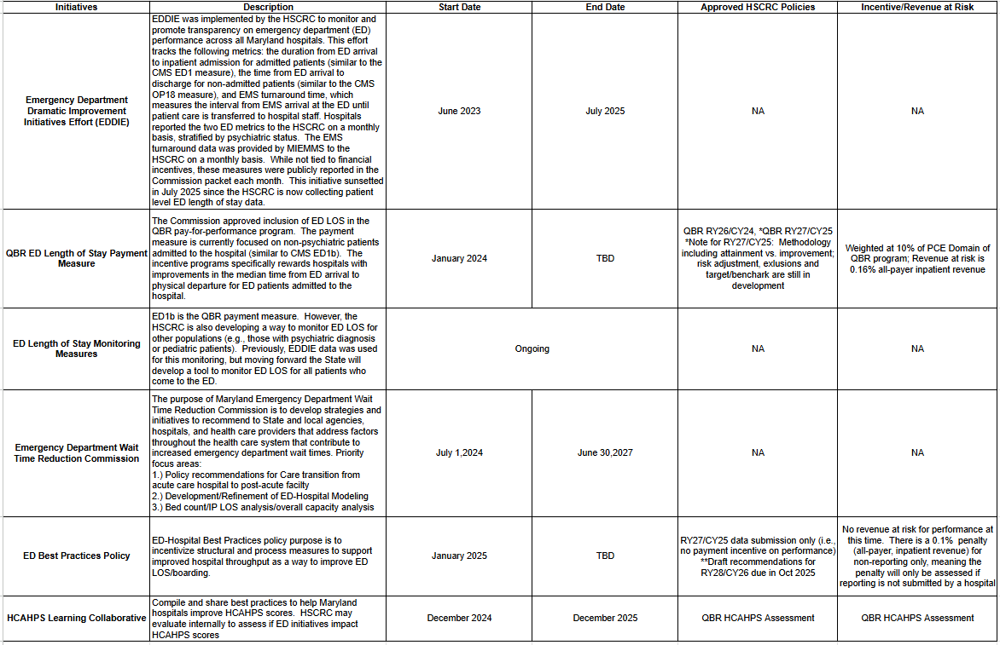 Initiatives
Description
Start Date
End Date
Approved HSCRC Policies
Incentive/Revenue at Risk
Emergency Department
Dramatic Improvement
Initiatives Effort (EDDIE)
EDDIE was implemented by the HSCRC to monitor and
promote transparency on emergency department (ED)
performance across all Maryland hospitals. This effort
tracks the following metrics: the duration from ED arrival
to inpatient admission for admitted patients (similar to the
CMS ED1 measure), the time from ED arrival to
discharge for non-admitted patients (similar to the CMS
OP18 measure), and EMS turnaround time, which
measures the interval from EMS arrival at the ED until
patient care is transferred to hospital staff. Hospitals
reported the two ED metrics to the HSCRC on a monthly
basis, stratified by psychiatric status.  The EMS
turnaround data was provided by MIEMMS to the
HSCRC on a monthly basis.  While not tied to financial
incentives, these measures were publicly reported in the
Commission packet each month.  This initiative sunsetted
in July 2025 since the HSCRC is now collecting patient
level ED length of stay data.
June 2023
July 2025
NA
NA
QBR ED Length of Stay Payment
Measure
The Commission approved inclusion of ED LOS in the
QBR pay-for-performance program.  The payment
measure is currently focused on non-psychiatric patients
admitted to the hospital (similar to CMS ED1b).  The
incentive programs specifically rewards hospitals with
improvements in the median time from ED arrival to
physical departure for ED patients admitted to the
hospital.
January 2024
TBD
QBR RY26/CY24, *QBR RY27/CY25
*Note for RY27/CY25:  Methodology
including attainment vs. improvement;
risk adjustment, exlusions and
target/benchark are still in
development
Weighted at 10% of PCE Domain of
QBR program; Revenue at risk is
0.16% all-payer inpatient revenue
ED Length of Stay Monitoring
Measures
ED1b is the QBR payment measure.  However, the
HSCRC is also developing a way to monitor ED LOS for
other populations (e.g., those with psychiatric diagnosis
or pediatric patients).  Previously, EDDIE data was used
for this monitoring, but moving forward the State will
develop a tool to monitor ED LOS for all patients who
come to the ED.
Ongoing
NA
NA
Emergency Department Wait
Time Reduction Commission
The purpose of Maryland Emergency Department Wait
Time Reduction Commission is to develop strategies and
initiatives to recommend to State and local agencies,
hospitals, and health care providers that address factors
throughout the health care system that contribute to
increased emergency department wait times. Priority
focus areas:
1.) Policy recommendations for Care transition from
acute care hospital to post-acute facilty
2.) Development/Refinement of ED-Hospital Modeling
3.) Bed count/IP LOS analysis/overall capacity analysis
July 1,2024
June 30,2027
NA
NA
ED Best Practices Policy
ED-Hospital Best Practices policy purpose is to
incentivize structural and process measures to support
improved hospital throughput as a way to improve ED
LOS/boarding.
January 2025
TBD
RY27/CY25 data submission only (i.e.,
no payment incentive on performance)
**Draft recommendations for
RY28/CY26 due in Oct 2025
No revenue at risk for performance at
this time.  There is a 0.1%  penalty
(all-payer, inpatient revenue) for
non-reporting only, meaning the
penalty will only be assessed if
reporting is not submitted by a hospital
HCAHPS Learning Collaborative
Compile and share best practices to help Maryland
hospitals improve HCAHPS scores.  HSCRC may
evaluate internally to assess if ED initiatives impact
HCAHPS scores
December 2024
December 2025
QBR HCAHPS Assessment
QBR HCAHPS Assessment